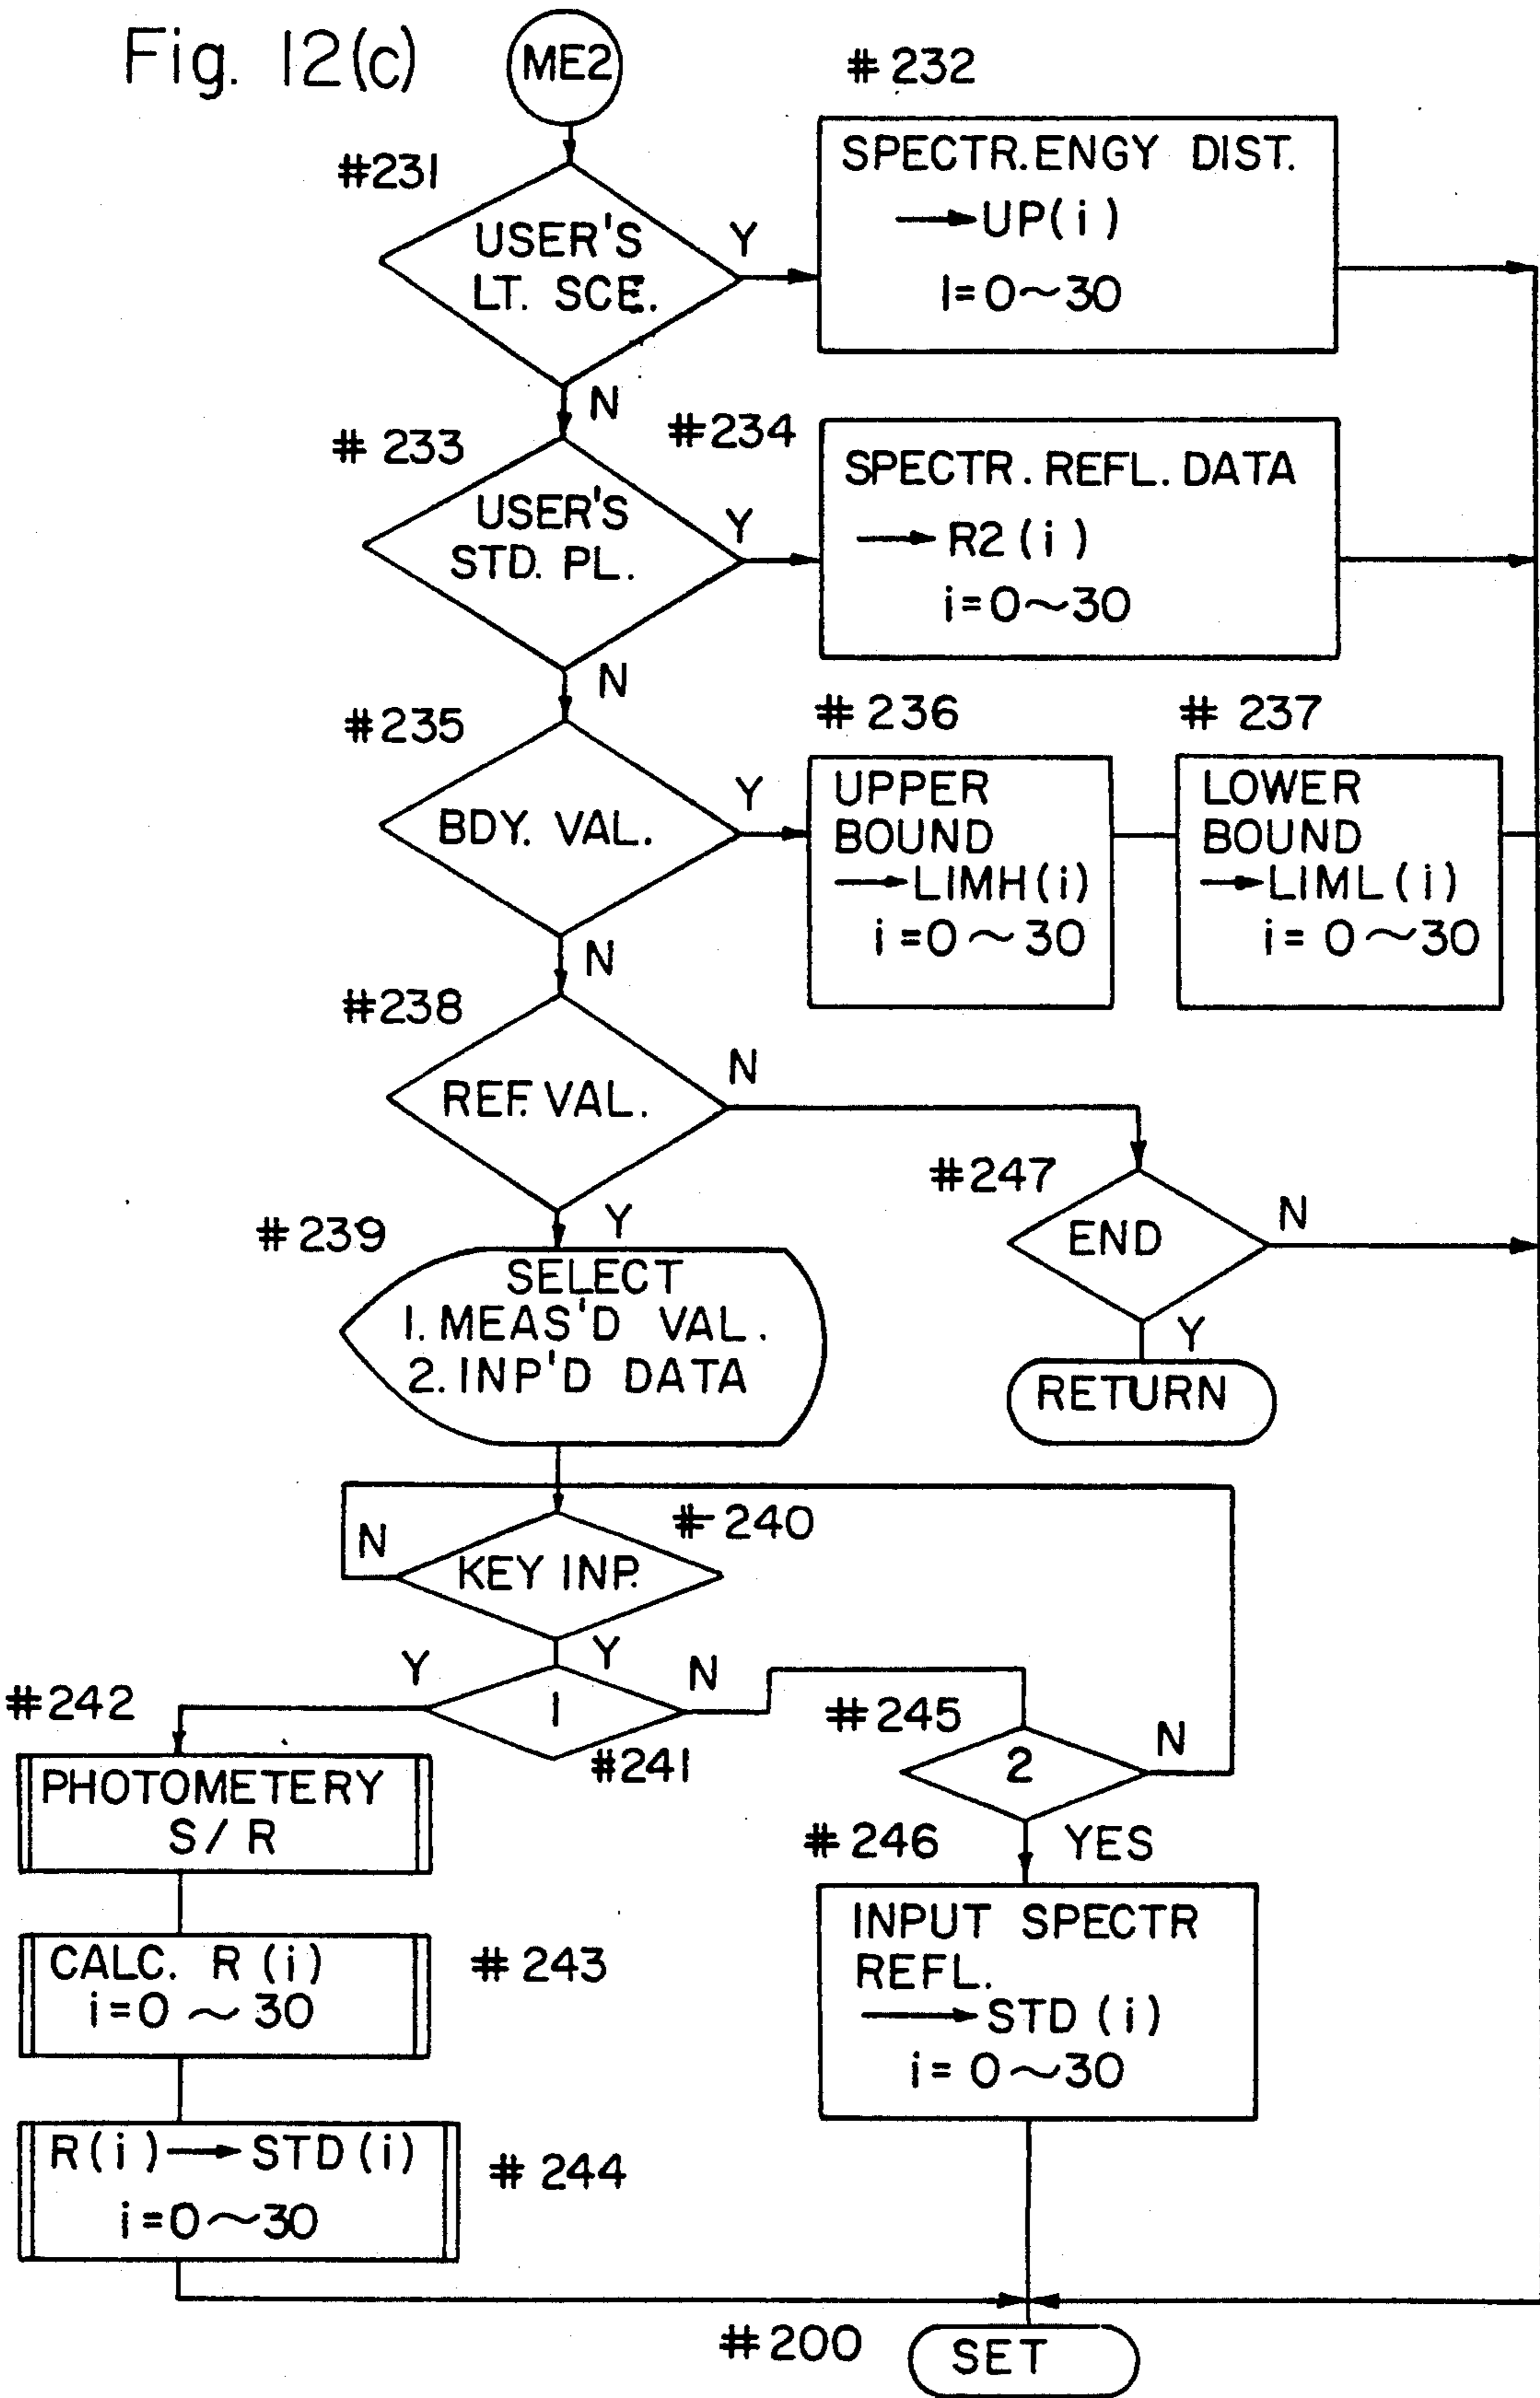 Fig. 12(c)
ME2
#232
#231
SPECTR.ENGY DIST.
→ UP(i)
I=0~30
USER'S
LT. SCE.
Y
N
#233
#234
SPECTR. REFL. DATA
→ R2(i)
i=0~30
USER'S
STD. PL.
Y
N
#235
#236
#237
BDY. VAL.
Y
UPPER
BOUND
→ LIMH(i)
i=0~30
LOWER
BOUND
→ LIML(i)
i=0~30
N
#238
REF. VAL.
N
#247
END
N
Y
RETURN
Y
#239
SELECT
1. MEAS'D VAL.
2. INP'D DATA
#240
N
KEY INP.
Y
Y
N
#242
1
#241
#245
2
N
PHOTOMETERY
S/R
#246
YES
CALC. R(i)
i=0~30
#243
INPUT SPECTR
REFL.
→ STD(i)
i=0~30
R(i) → STD(i)
i=0~30
#244
#200
SET